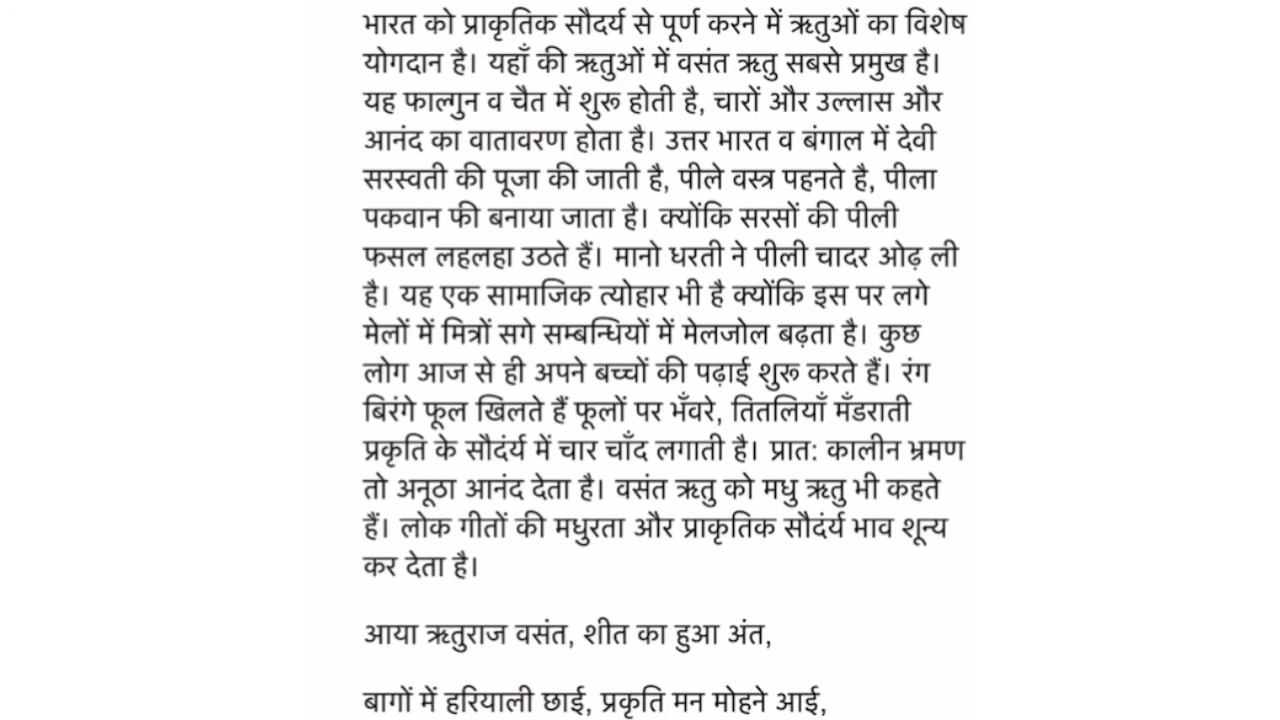 भारत को प्राकृतिक सौदर्य से पूर्ण करने में ऋतुओं का विशेष
योगदान है। यहाँ की ऋतुओं में वसंत ऋतु सबसे प्रमुख है।
यह फाल्गुन व चैत में शुरू होती है, चारों और उल्लास और
आनंद का वातावरण होता है। उत्तर भारत व बंगाल में देवी
सरस्वती की पूजा की जाती है, पीले वस्त्र पहनते है, पीला
पकवान फी बनाया जाता है। क्योंकि सरसों की पीली
फसल लहलहा उठते हैं। मानो धरती ने पीली चादर ओढ़ ली
है। यह एक सामाजिक त्योहार भी है क्योंकि इस पर लगे
मेलों में मित्रों सगे सम्बन्धियों में मेलजोल बढ़ता है। कुछ
लोग आज से ही अपने बच्चों की पढ़ाई शुरू करते हैं। रंग
बिरंगे फूल खिलते हैं फूलों पर भँवरे, तितलियाँ मँडराती
प्रकृति के सौदंर्य में चार चाँद लगाती है। प्रात: कालीन भ्रमण
तो अनूठा आनंद देता है। वसंत ऋतु को मधु ऋतु भी कहते
हैं। लोक गीतों की मधुरता और प्राकृतिक सौदंर्य भाव शून्य
कर देता है।
आया ऋतुराज वसंत, शीत का हुआ अंत,
बागों में हरियाली छाई, प्रकृति मन मोहने आई,